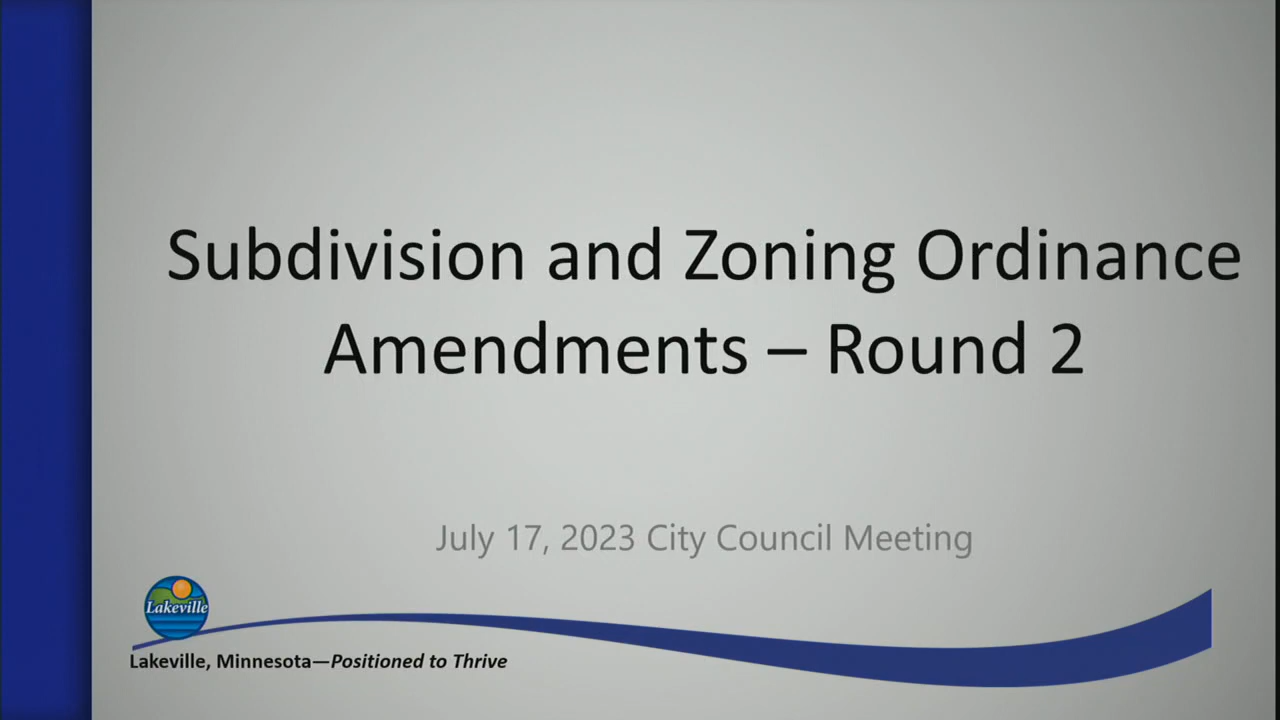 Subdivision and Zoning Ordinance
Amendments – Round 2
July 17, 2023 City Council Meeting
Lakeville
Lakeville, Minnesota—Positioned to Thrive